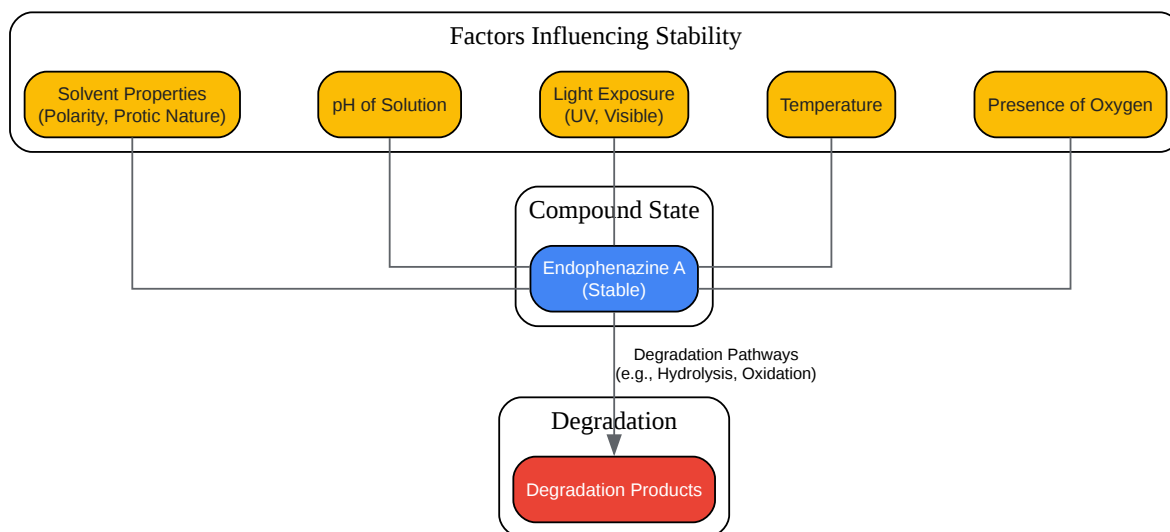 Factors Influencing Stability
Solvent Properties
(Polarity, Protic Nature)
pH of Solution
Light Exposure
(UV, Visible)
Temperature
Presence of Oxygen
Compound State
Endophenazine A
(Stable)
Degradation Pathways
(e.g., Hydrolysis, Oxidation)
Degradation
Degradation Products